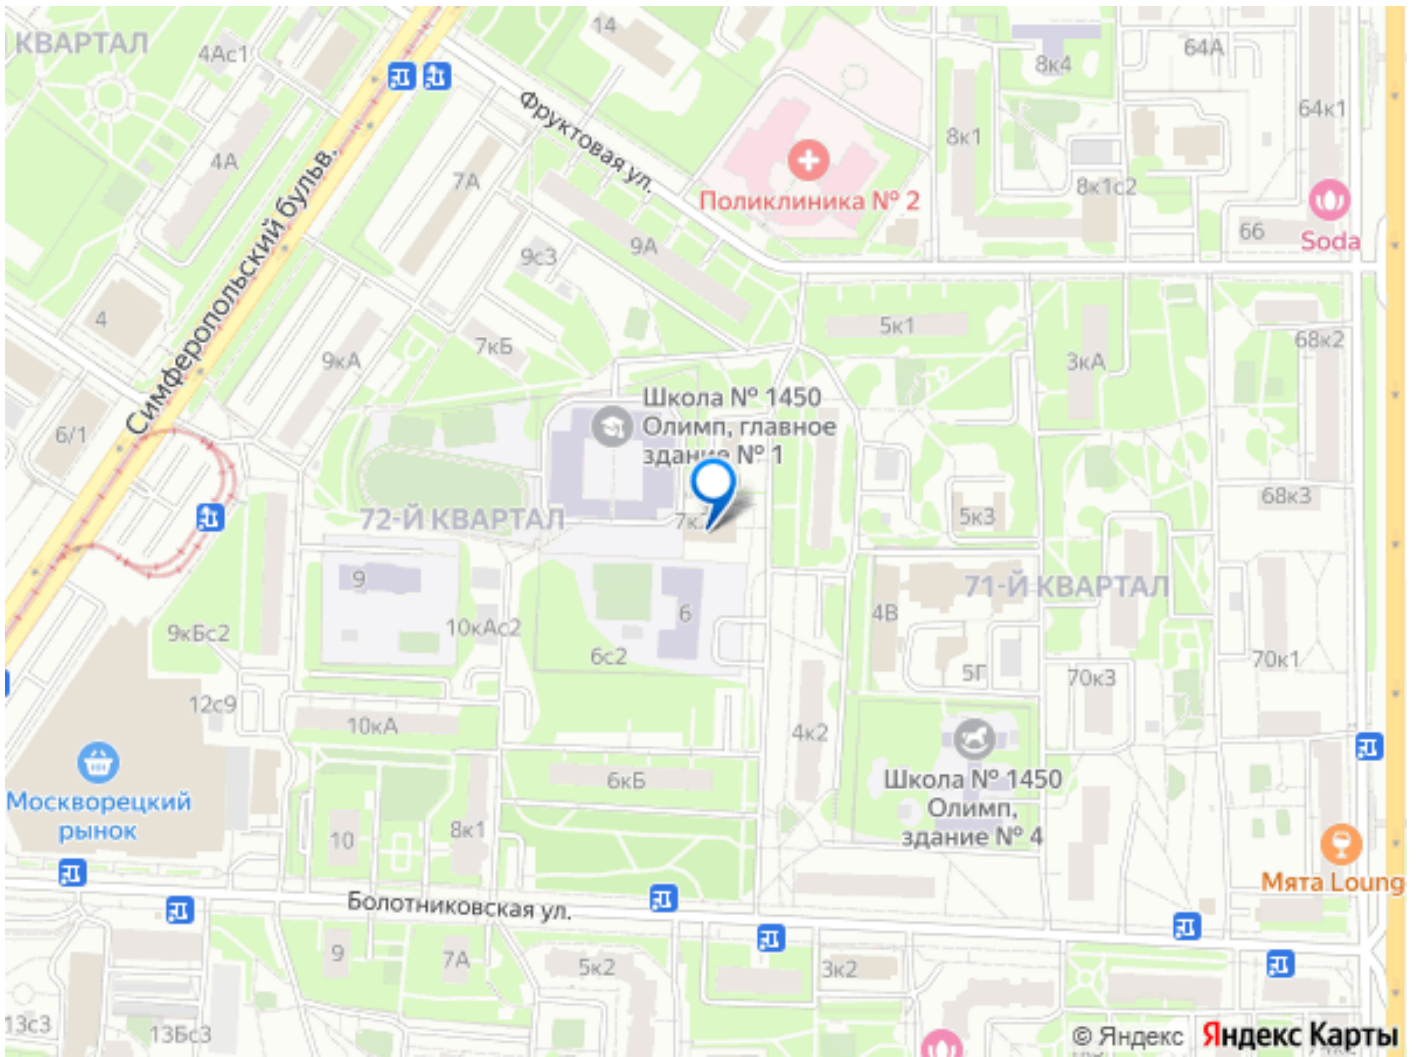 КВАРТАЛ
4Ас1
14
8к4
64А
64к1
Фруктовая ул.
8к1
4А
7А
Поликлиника № 2
8к1с2
66
Soda
Симферопольский бульв.
9А
9с3
4
5к1
7кБ
9кА
3кА
68к2
6/1
Школа № 1450
Олимп, главное
здание № 1
68к3
72-Й КВАРТАЛ
5к3
9
71-Й КВАРТАЛ
6
4В
10кАс2
9кБс2
6с2
5Г
70к1
70к3
12с9
10кА
4к2
Школа № 1450
Олимп,
здание № 4
6кБ
Москворецкий
рынок
8к1
10
Мята Loung
Болотниковская ул.
9
7А
5к2
3к2
13с3
13Бс3
© Яндекс Яндекс Карты